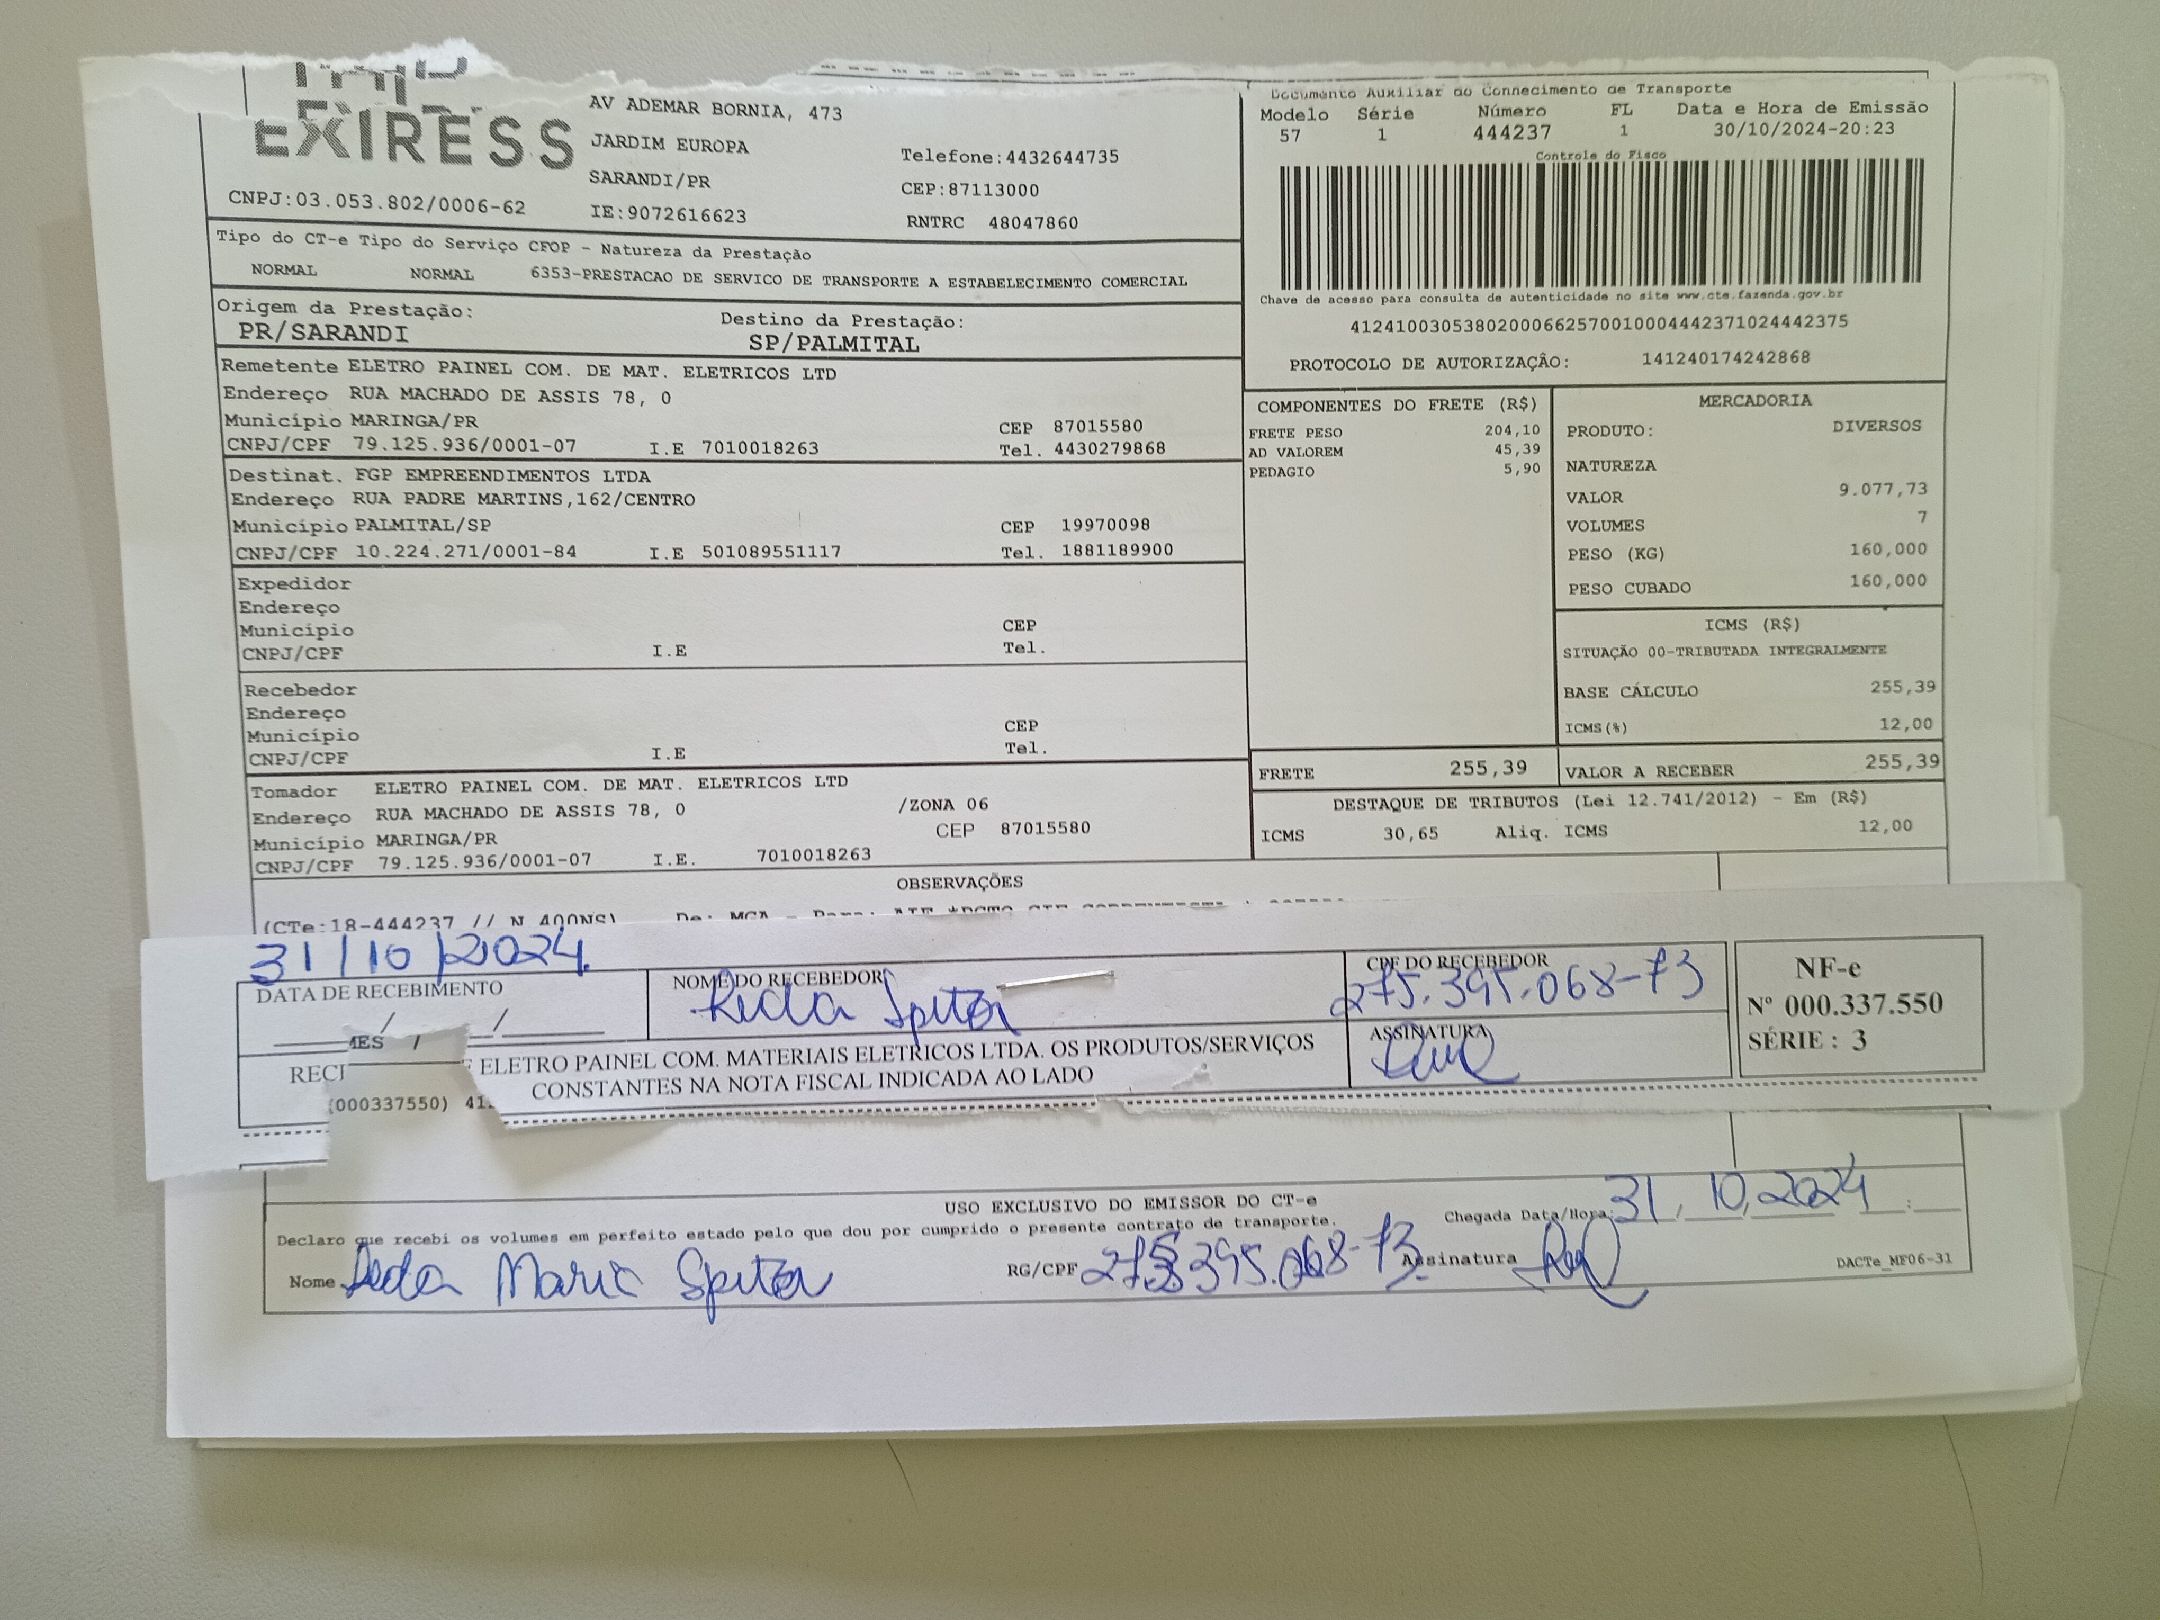 EXPRESS
CNPJ:03.053.802/0006-62
AV ADEMAR BORNIA, 473
JARDIM EUROPA
SARANDI/PR
IE:9072616623
Telefone:4432644735
CEP:87113000
RNTRC 48047860
Documento Auxiliar do Connecimento de Transporte
Modelo Série Número FL Data e Hora de Emissão
57 1 444237 1 30/10/2024-20:23
Controle do Fisco
Chave de acesso para consulta de autenticidade no site www.cte.fazenda.gov.br
41241003053802000662570010004442371024442375
PROTOCOLO DE AUTORIZAÇÂO: 141240174242868
Tipo do CT-e Tipo do Serviço CFOP - Natureza da Prestação
NORMAL NORMAL 6353-PRESTACAO DE SERVICO DE TRANSPORTE A ESTABELECIMENTO COMERCIAL
Origem da Prestação: Destino da Prestação:
PR/SARANDI SP/PALMITAL
Remetente ELETRO PAINEL COM. DE MAT. ELETRICOS LTD
Endereço RUA MACHADO DE ASSIS 78, 0
Município MARINGA/PR CEP 87015580
CNPJ/CPF 79.125.936/0001-07 I.E 7010018263 Tel. 4430279868
Destinat. FGP EMPREENDIMENTOS LTDA
Endereço RUA PADRE MARTINS,162/CENTRO
Município PALMITAL/SP CEP 19970098
CNPJ/CPF 10.224.271/0001-84 I.E 501089551117 Tel. 1881189900
Expedidor
Endereço
Município CEP
CNPJ/CPF I.E Tel.
Recebedor
Endereço
Município CEP
CNPJ/CPF I.E Tel.
Tomador ELETRO PAINEL COM. DE MAT. ELETRICOS LTD
Endereço RUA MACHADO DE ASSIS 78, 0 /ZONA 06
Município MARINGA/PR CEP 87015580
CNPJ/CPF 79.125.936/0001-07 I.E. 7010018263
COMPONENTES DO FRETE (R$)
FRETE PESO 204,10
AD VALOREM 45,39
PEDAGIO 5,90
MERCADORIA
PRODUTO: DIVERSOS
NATUREZA
VALOR 9.077,73
VOLUMES 7
PESO (KG) 160,000
PESO CUBADO 160,000
ICMS (R$)
SITUAÇÃO 00-TRIBUTADA INTEGRALMENTE
BASE CÁLCULO 255,39
ICMS(%) 12,00
FRETE 255,39 VALOR A RECEBER 255,39
DESTAQUE DE TRIBUTOS (Lei 12.741/2012) - Em (R$)
ICMS 30,65 Aliq. ICMS 12,00
OBSERVAÇÕES
(CTe:18-444237 // N 400NS) De: MGA - Para:
31/10/2024
DATA DE RECEBIMENTO
NOME DO RECEBEDOR
Spitza
CPF DO RECEBEDOR
275.395.068-73
ASSINATURA
NF-e
Nº 000.337.550
SÉRIE: 3
MES /
ELETRO PAINEL COM. MATERIAIS ELETRICOS LTDA. OS PRODUTOS/SERVIÇOS
CONSTANTES NA NOTA FISCAL INDICADA AO LADO
RECI
(000337550) 41
USO EXCLUSIVO DO EMISSOR DO CT-e
Declaro que recebi os volumes em perfeito estado pelo que dou por cumprido o presente contrato de transporte.
Chegada Data/Hora: 31, 10, 2024 :
Nome Maria Spitza RG/CPF 275 395.068-73 Assinatura
DACTe_MF06-31